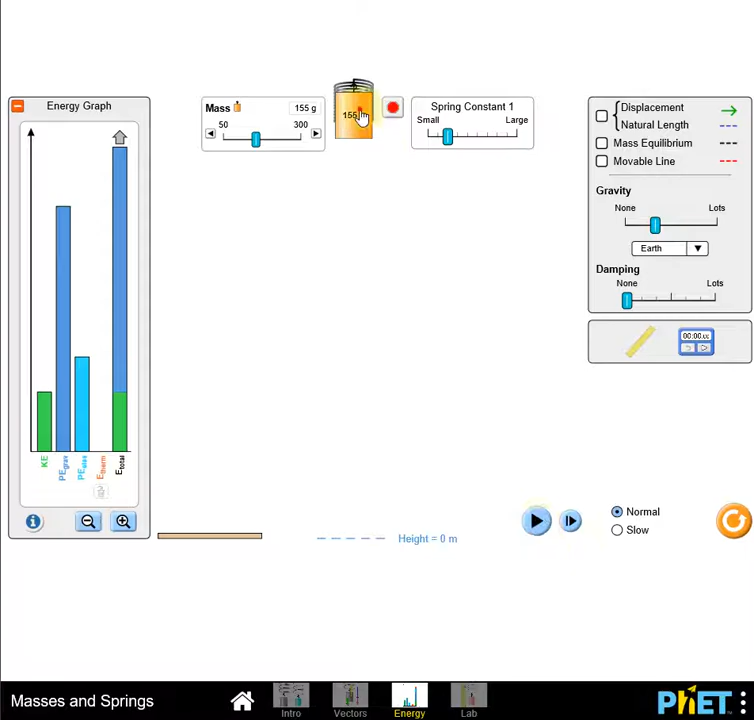 Energy Graph
KE
PEgrav
PEelas
Etherm
Etotal
Mass
155 g
50
300
155
Spring Constant 1
Small
Large
Displacement
Natural Length
Mass Equilibrium
Movable Line
Gravity
None
Lots
Earth
Damping
None
Lots
00:00.00
Normal
Slow
Height = 0 m
Masses and Springs
Intro
Vectors
Energy
Lab
PhET